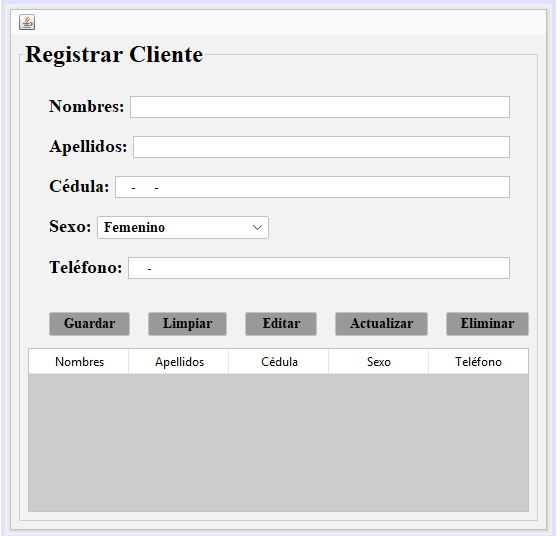 Registrar Cliente
Nombres:
Apellidos:
Cédula: - -
Sexo: Femenino
Teléfono: -
Guardar Limpiar Editar Actualizar Eliminar
Nombres Apellidos Cédula Sexo Teléfono